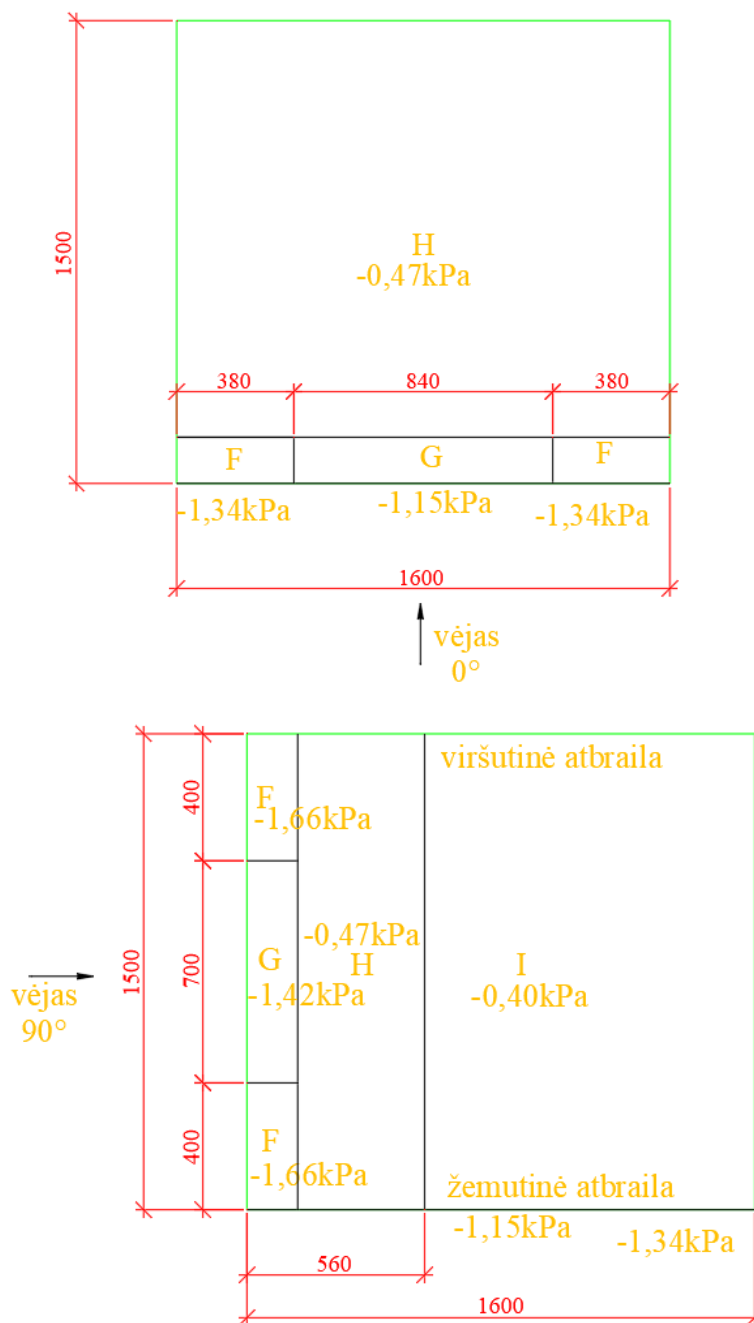 1500
H
-0,47kPa
380
840
380
F
G
F
-1,34kPa
-1,15kPa
-1,34kPa
1600
vėjas
0°
viršutinė atbraila
400
F
-1,66kPa
1500
700
-0,47kPa
G
H
I
-1,42kPa
-0,40kPa
vėjas
90°
400
F
-1,66kPa
žemutinė atbraila
-1,15kPa
-1,34kPa
560
1600